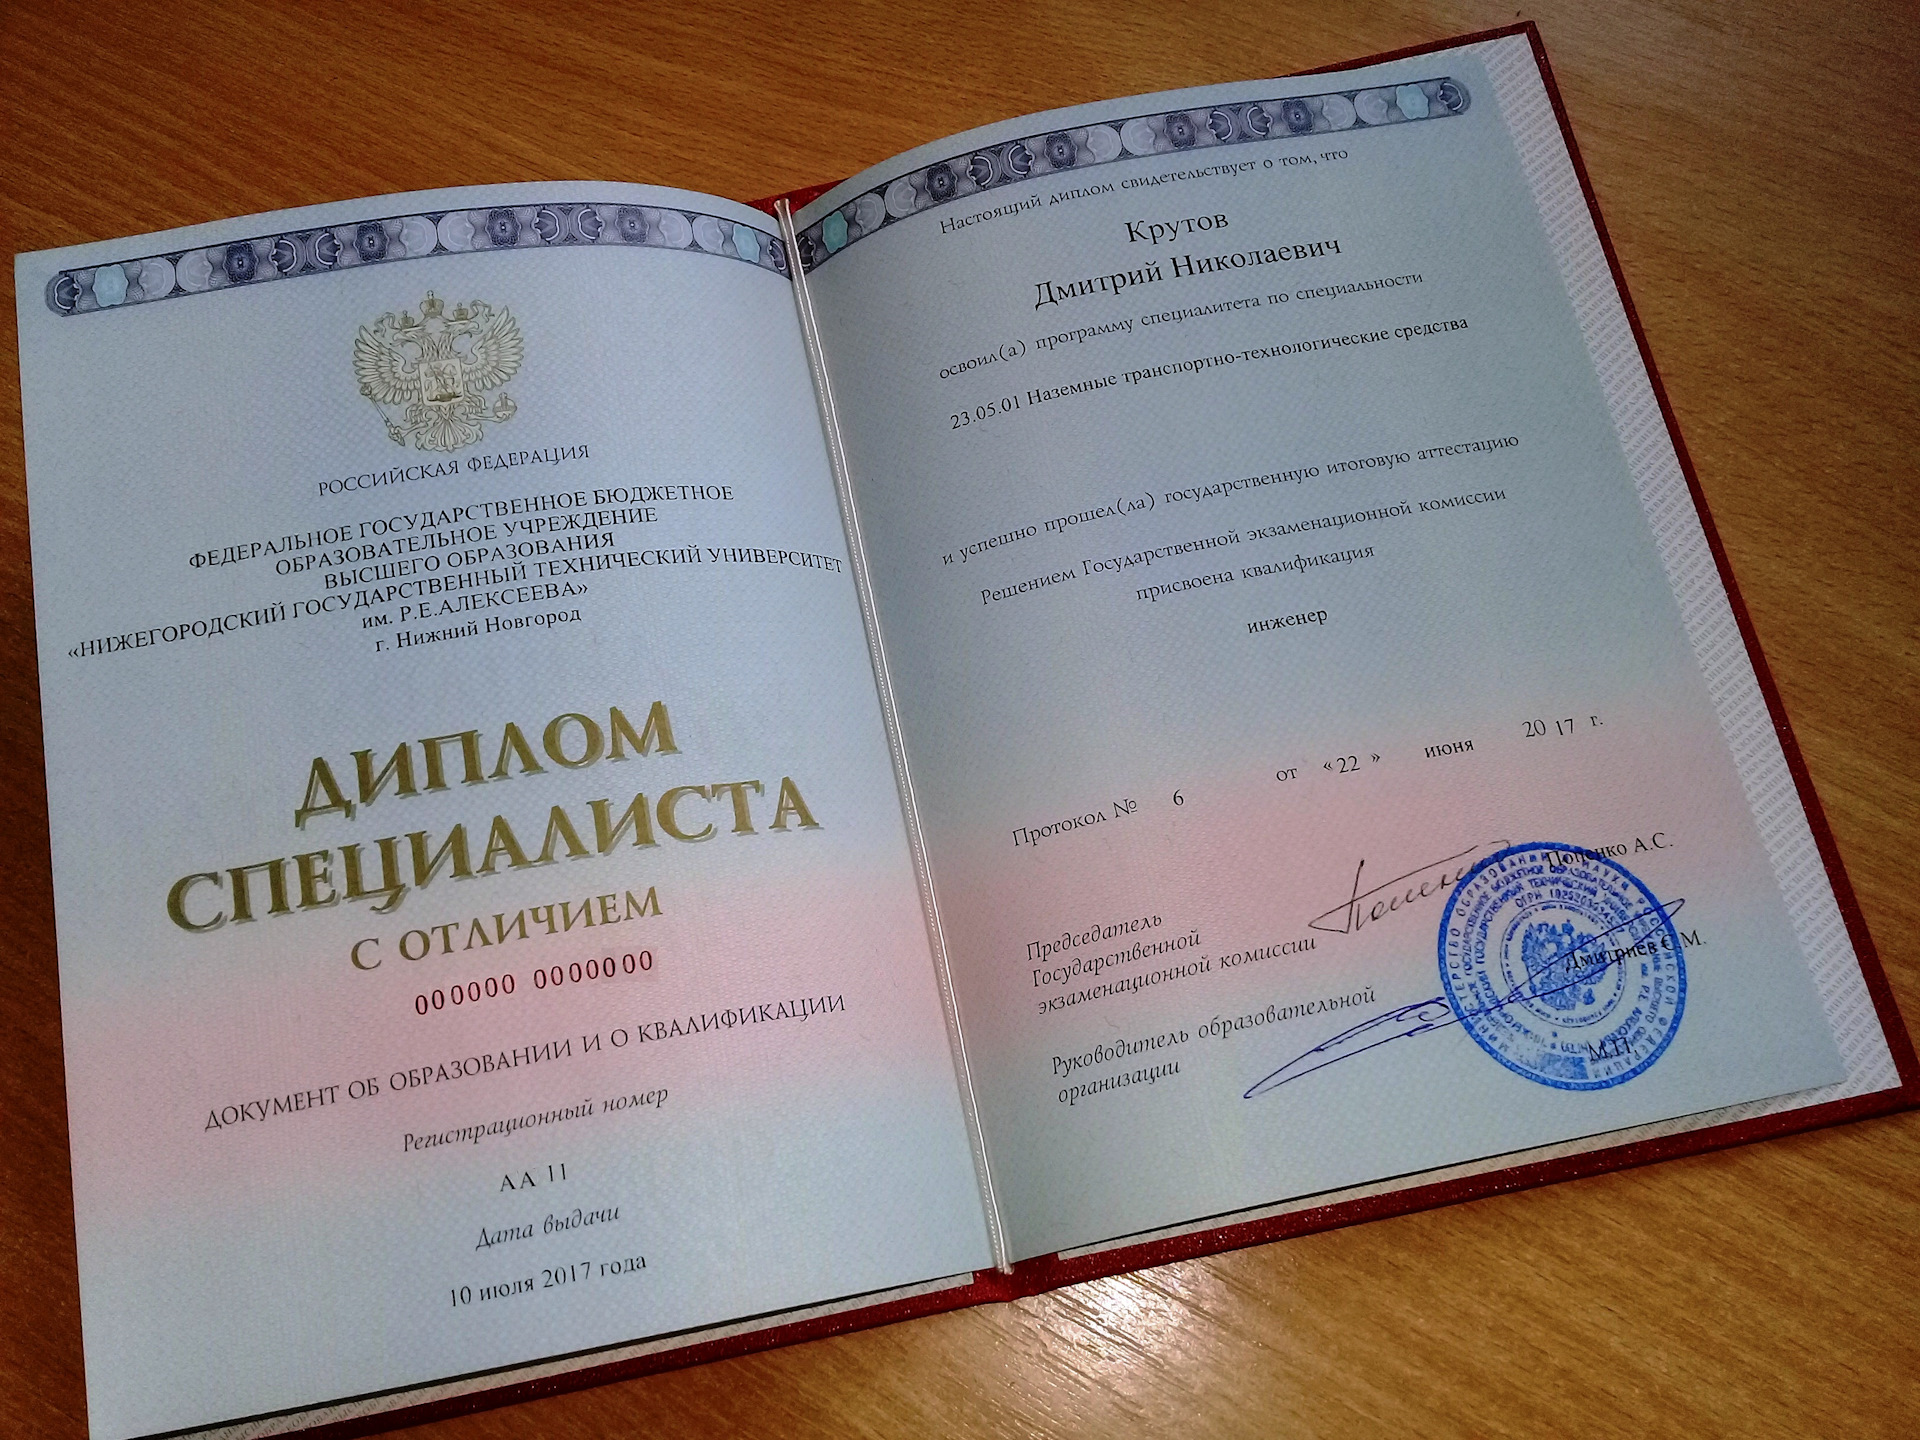 РОССИЙСКАЯ ФЕДЕРАЦИЯ
ФЕДЕРАЛЬНОЕ ГОСУДАРСТВЕННОЕ БЮДЖЕТНОЕ
ОБРАЗОВАТЕЛЬНОЕ УЧРЕЖДЕНИЕ
ВЫСШЕГО ОБРАЗОВАНИЯ
«НИЖЕГОРОДСКИЙ ГОСУДАРСТВЕННЫЙ ТЕХНИЧЕСКИЙ УНИВЕРСИТЕТ
им. Р.Е.АЛЕКСЕЕВА»
г. Нижний Новгород
ДИПЛОМ
СПЕЦИАЛИСТА
С ОТЛИЧИЕМ
000000 0000000
ДОКУМЕНТ ОБ ОБРАЗОВАНИИ И О КВАЛИФИКАЦИИ
Регистрационный номер
АА 11
Дата выдачи
10 июля 2017 года
Настоящий диплом свидетельствует о том, что
Крутов
Дмитрий Николаевич
освоил(а) программу специалитета по специальности
23.05.01 Наземные транспортно-технологические средства
и успешно прошел(ла) государственную итоговую аттестацию
Решением Государственной экзаменационной комиссии
присвоена квалификация
инженер
Протокол № 6 от «22» июня 2017 г.
Председатель
Государственной
экзаменационной комиссии
А.С.
Руководитель образовательной
организации
Дмитриев С.М.
М.П.